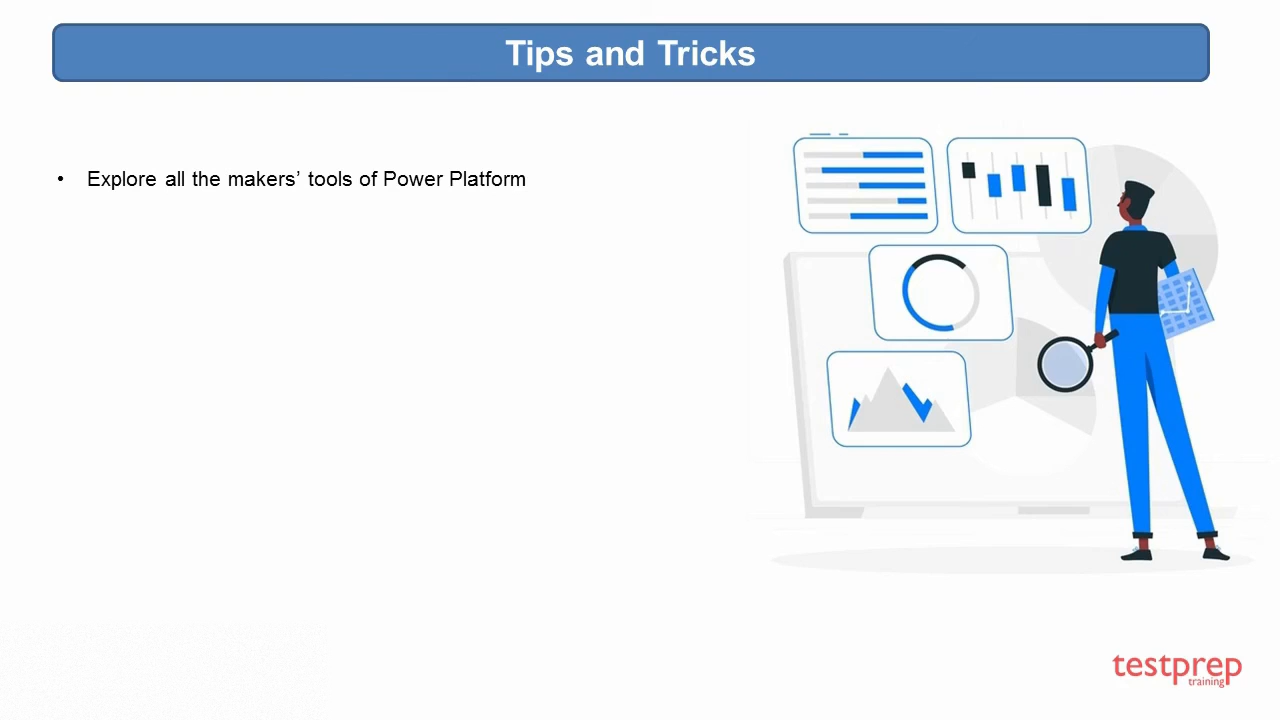 Tips and Tricks
• Explore all the makers’ tools of Power Platform
testprep
training